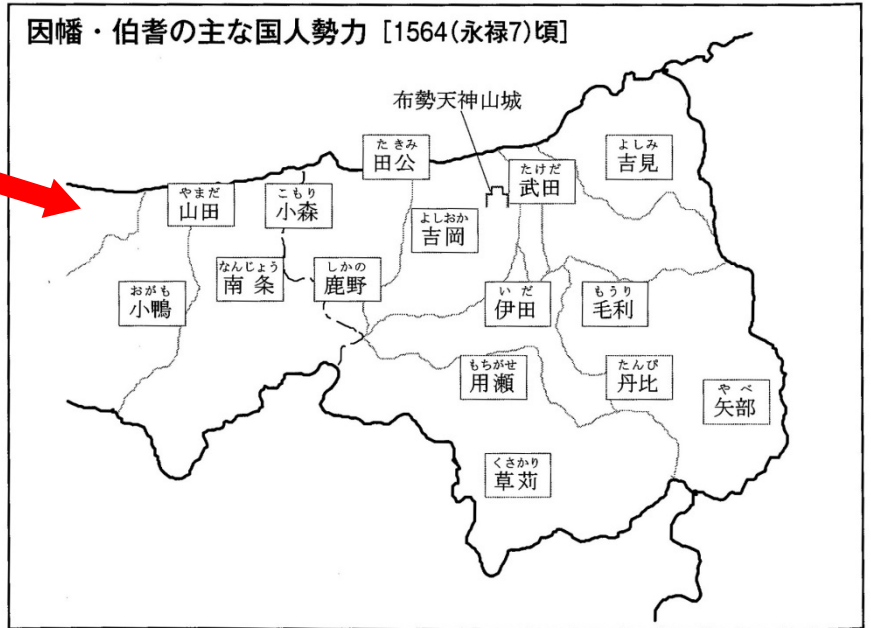 因幡・伯耆の主な国人勢力 [1564(永禄7)頃]
布勢天神山城
たきみ
田公
よしみ
吉見
たけだ
武田
やまだ
山田
こもり
小森
よしおか
吉岡
なんじょう
南条
しかの
鹿野
おがも
小鴨
いだ
伊田
もうり
毛利
もちがせ
用瀬
たんぴ
丹比
やべ
矢部
くさかり
草苅